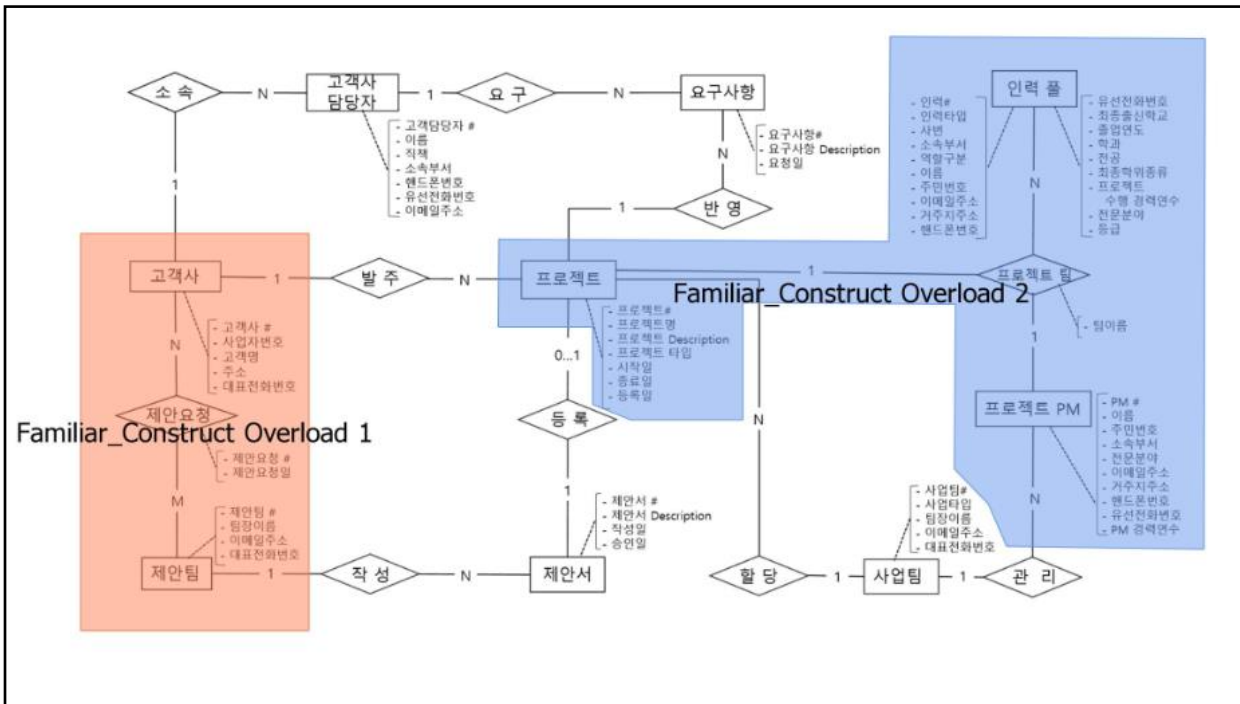 소 속
N
고객사
담당자
1
요 구
N
요구사항
- 고객담당자 #
- 이름
- 직책
- 소속부서
- 핸드폰번호
- 유선전화번호
- 이메일주소
- 요구사항#
- 요구사항 Description
- 요청일
인력 풀
- 인력#
- 인력타입
- 사번
- 소속부서
- 역할구분
- 이름
- 주민번호
- 이메일주소
- 거주지주소
- 핸드폰번호
- 유선전화번호
- 최종출신학교
- 졸업연도
- 학과
- 전공
- 최종학위종류
- 프로젝트
수행 경력연수
- 전문분야
- 등급
1
N
N
1
반 영
고객사
1
발 주
N
프로젝트
1
프로젝트 팀
Familiar_Construct Overload 2
- 고객사 #
- 사업자번호
- 고객명
- 주소
- 대표전화번호
N
- 프로젝트#
- 프로젝트명
- 프로젝트 Description
- 프로젝트 타입
- 시작일
- 종료일
- 등록일
- 팀이름
1
0...1
제안요청
Familiar_Construct Overload 1
- 제안요청 #
- 제안요청일
등 록
N
프로젝트 PM
- PM #
- 이름
- 주민번호
- 소속부서
- 전문분야
- 이메일주소
- 거주지주소
- 핸드폰번호
- 유선전화번호
- PM 경력연수
M
1
N
- 제안팀 #
- 팀장이름
- 이메일주소
- 대표전화번호
- 제안서 #
- 제안서 Description
- 작성일
- 승인일
- 사업팀#
- 사업타입
- 팀장이름
- 이메일주소
- 대표전화번호
제안팀
1
작 성
N
제안서
할 당
1
사업팀
1
관 리